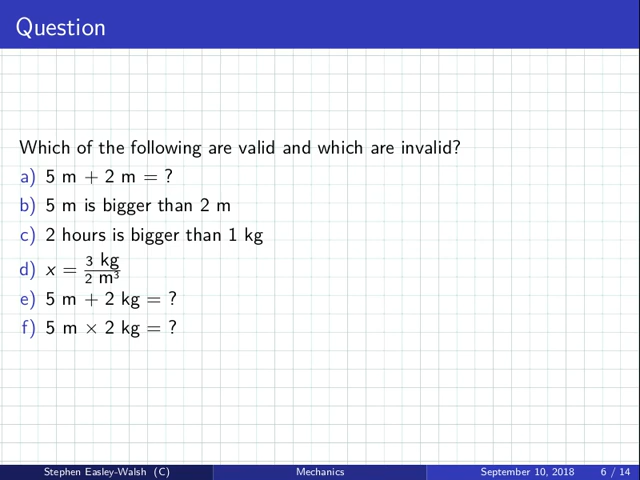 Question
Which of the following are valid and which are invalid?
a) 5 m + 2 m = ?
b) 5 m is bigger than 2 m
c) 2 hours is bigger than 1 kg
d) x = 3 kg / 2 m³
e) 5 m + 2 kg = ?
f) 5 m × 2 kg = ?
Stephen Easley-Walsh (C) Mechanics September 10, 2018 6 / 14